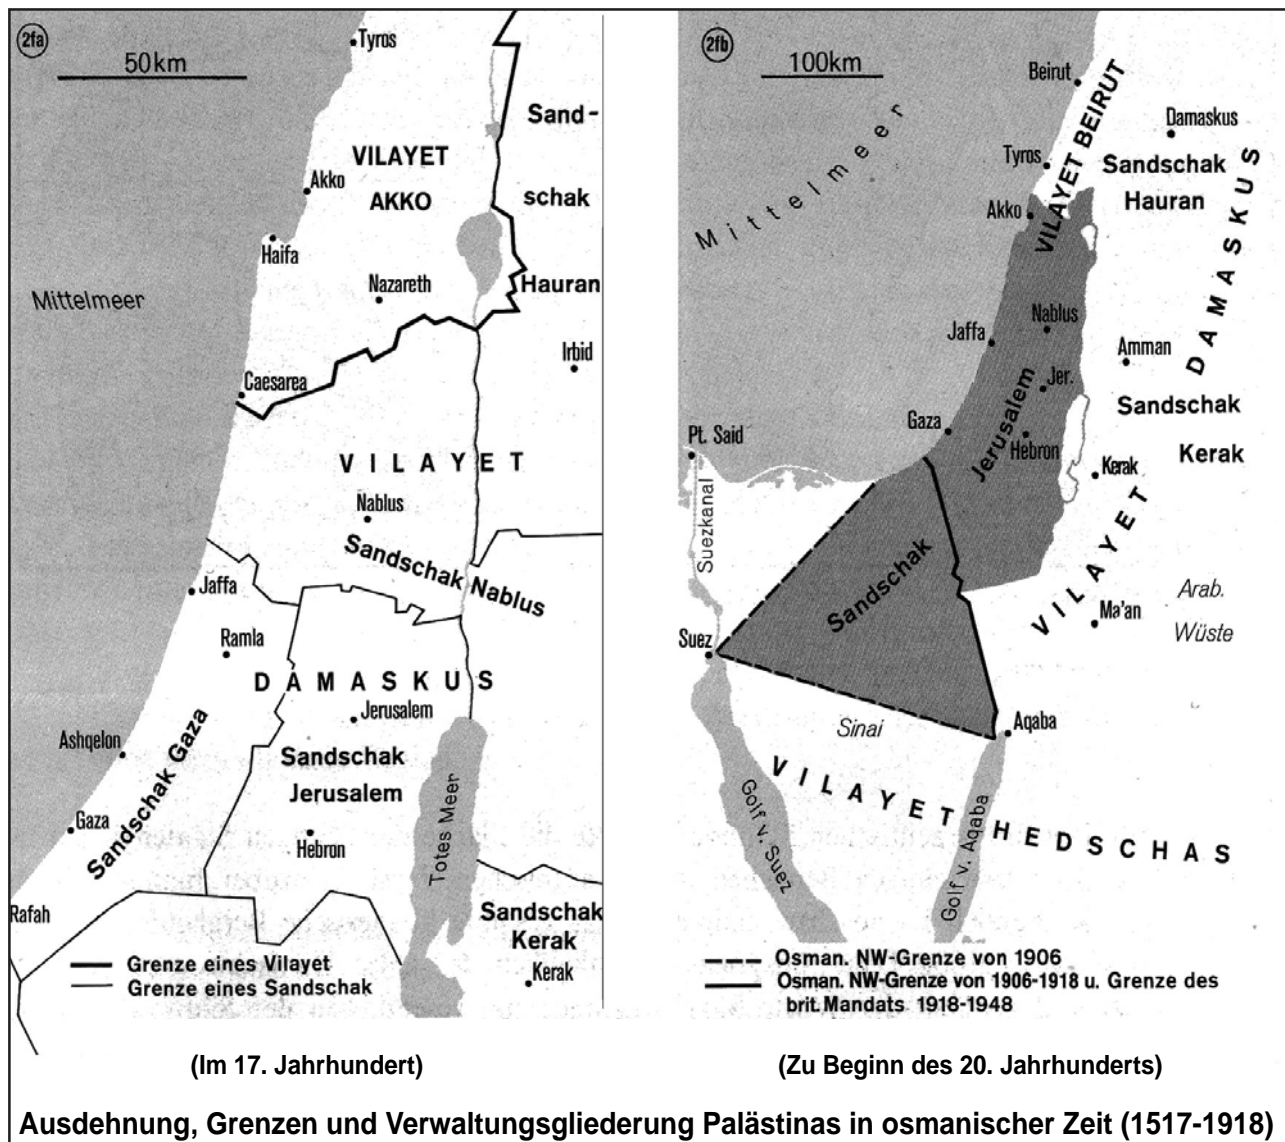 2fa
50km
Tyros
Sand-
VILAYET
AKKO
Akko
schak
Haifa
Nazareth
Hauran
Mittelmeer
Irbid
Caesarea
VILAYET
Nablus
Sandschak Nablus
Jaffa
Ramla
DAMASKUS
Jerusalem
Ashqelon
Sandschak Gaza
Sandschak
Jerusalem
Totes Meer
Gaza
Hebron
Rafah
Sandschak
Kerak
Kerak
Grenze eines Vilayet
Grenze eines Sandschak
(Im 17. Jahrhundert)
2fb
100km
Beirut
VILAYET BEIRUT
Damaskus
Mittelmeer
Tyros
Sandschak
Hauran
Akko
VILAYET DAMASKUS
Nablus
Jaffa
Amman
Jer.
Sandschak
Kerak
Gaza
Sandschak Jerusalem
Hebron
Pt. Said
Kerak
Suezkanal
Arab.
Wüste
Ma'an
Suez
Sinai
Aqaba
VILAYET HEDSCHAS
Golf v. Suez
Golf v. Aqaba
Osman. NW-Grenze von 1906
Osman. NW-Grenze von 1906-1918 u. Grenze des
brit. Mandats 1918-1948
(Zu Beginn des 20. Jahrhunderts)
Ausdehnung, Grenzen und Verwaltungsgliederung Palästinas in osmanischer Zeit (1517-1918)